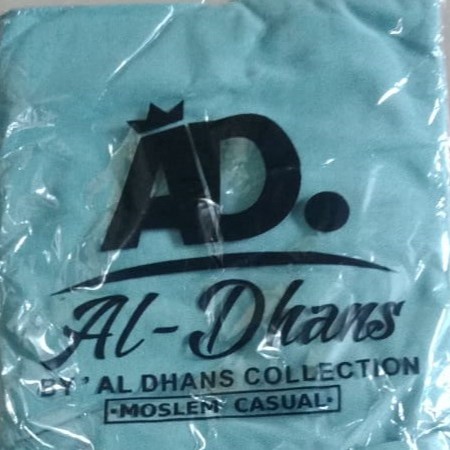 AD.
Al-Dhans
BY ' AL DHANS COLLECTION
·MOSLEM CASUAL·